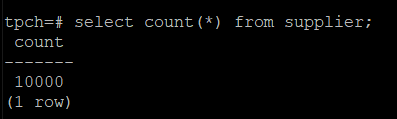 tpch=# select count(*) from supplier;
count
-------
10000
(1 row)